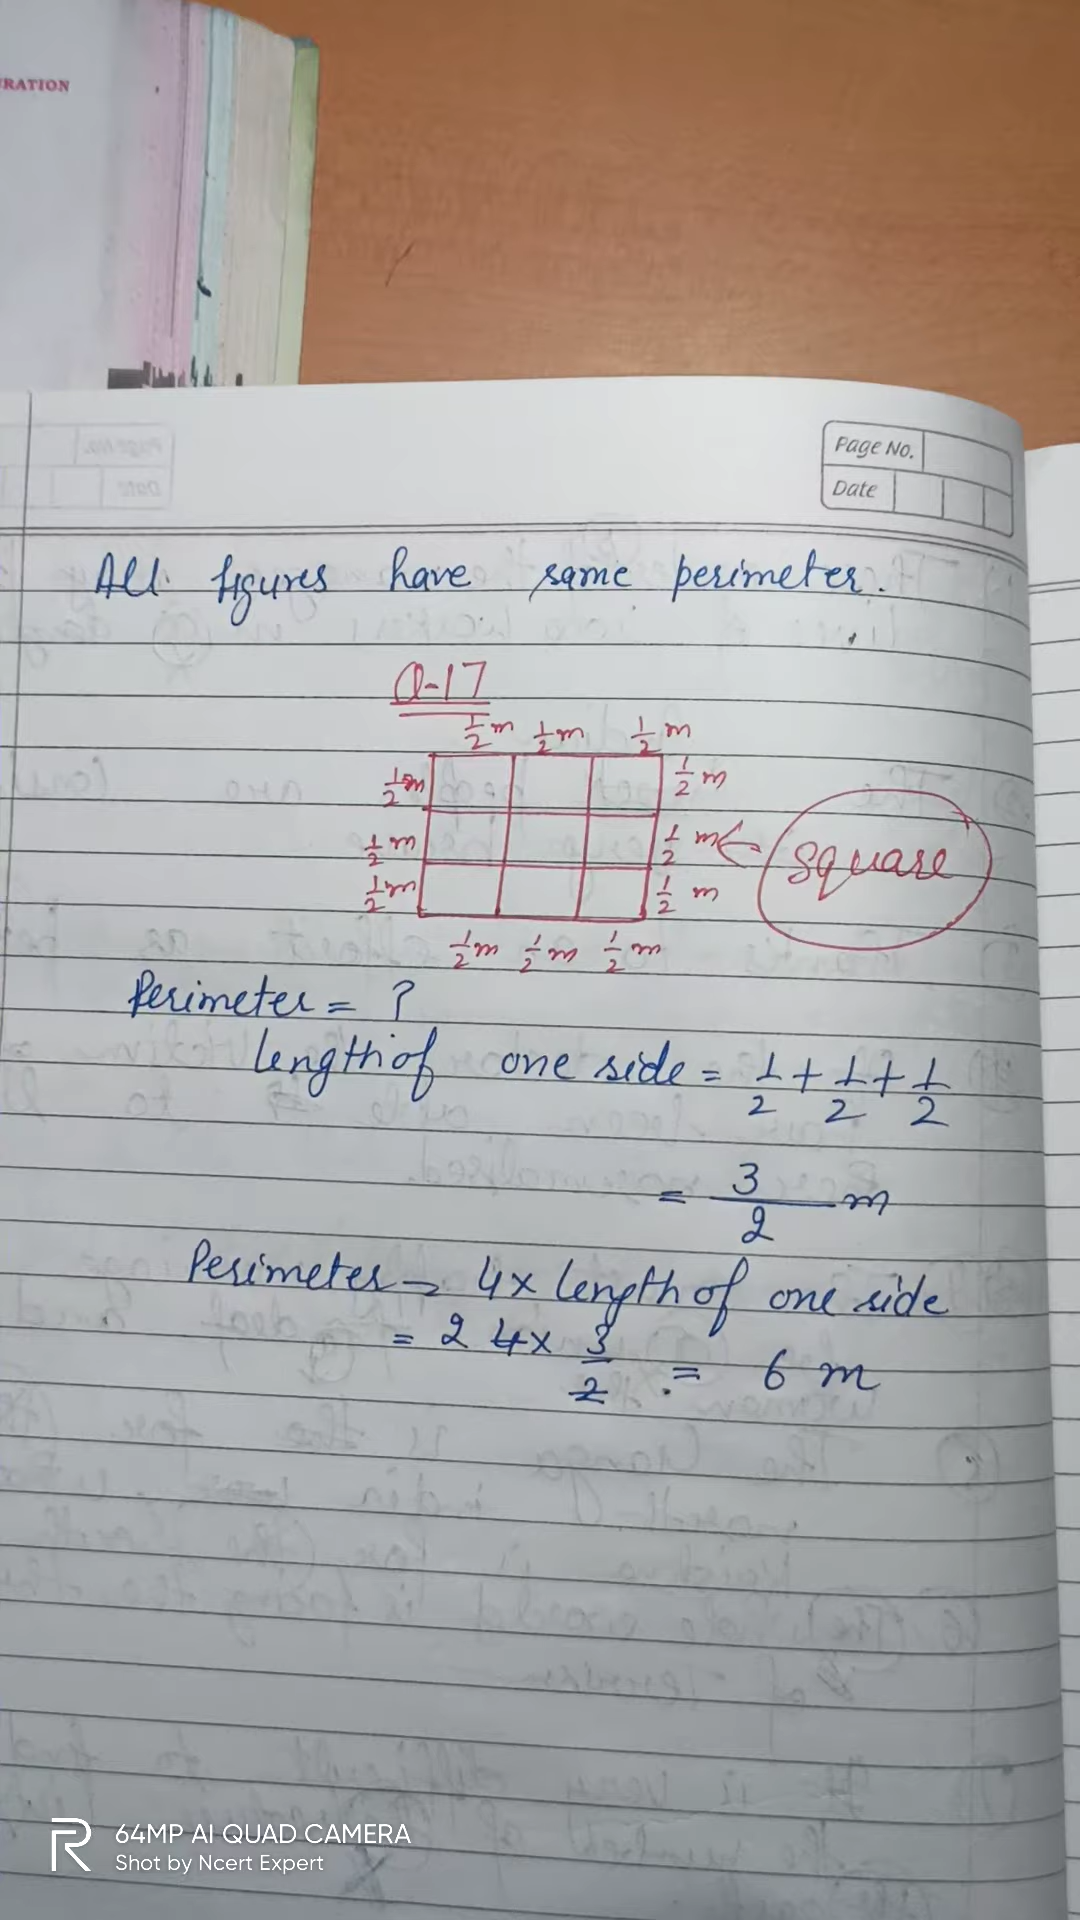 RATION
Page No.
Date
All figures have same perimeter.
Q-17
1/2 m 1/2 m 1/2 m
1/2 m 1/2 m
1/2 m 1/2 m ← square
1/2 m 1/2 m
1/2 m 1/2 m 1/2 m
Perimeter = ?
length of one side = 1/2 + 1/2 + 1/2
= 3/2 m
Perimeter = 4 x length of one side
= 2 4 x 3/2 = 6 m
64MP AI QUAD CAMERA
Shot by Ncert Expert